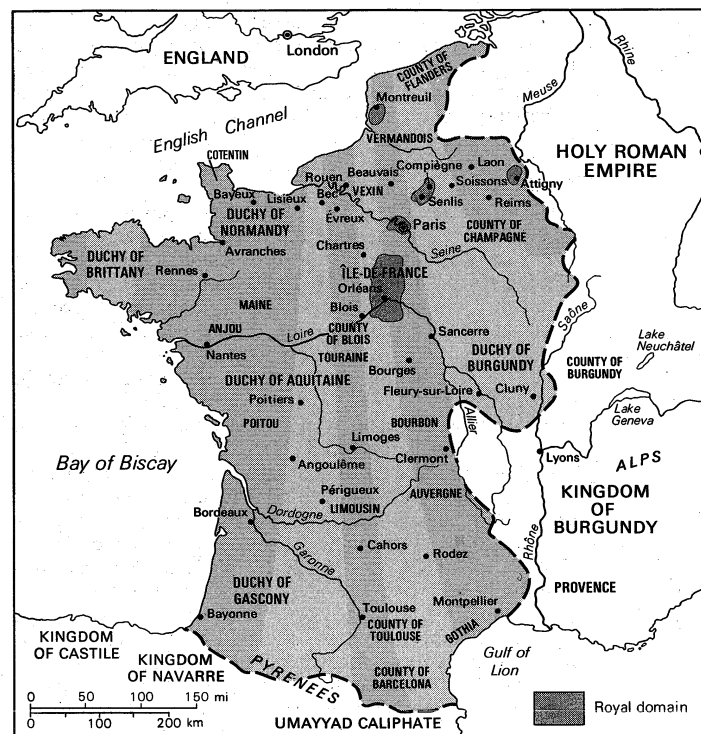 ENGLAND
London
Rhine
Meuse
COUNTY OF
FLANDERS
Montreuil
English Channel
VERMANDOIS
HOLY ROMAN
EMPIRE
COTENTIN
Rouen
Beauvais
Compiègne
Laon
Bec
VEXIN
Soissons
Attigny
Bayeux
Lisieux
Senlis
Reims
DUCHY OF
NORMANDY
Évreux
Paris
COUNTY OF
CHAMPAGNE
DUCHY OF
BRITTANY
Avranches
Chartres
Seine
Rennes
ÎLE-DE-FRANCE
Orléans
MAINE
Blois
Saône
ANJOU
Loire
COUNTY
OF BLOIS
Sancerre
Lake
Neuchâtel
Nantes
TOURAINE
DUCHY OF
BURGUNDY
COUNTY OF
BURGUNDY
Bourges
DUCHY OF AQUITAINE
Fleury-sur-Loire
Cluny
Poitiers
Lake
Geneva
POITOU
BOURBON
Allier
Limoges
Clermont
Lyons
ALPS
Bay of Biscay
Angoulême
Périgueux
AUVERGNE
KINGDOM
OF
BURGUNDY
LIMOUSIN
Dordogne
Bordeaux
Cahors
Rodez
Rhône
Garonne
DUCHY OF
GASCONY
PROVENCE
Montpellier
Bayonne
Toulouse
COUNTY OF
TOULOUSE
GOTHIA
KINGDOM
OF CASTILE
KINGDOM
OF NAVARRE
PYRENEES
COUNTY OF
BARCELONA
Gulf of
Lion
0 50 100 150 mi
0 100 200 km
UMAYYAD CALIPHATE
Royal domain